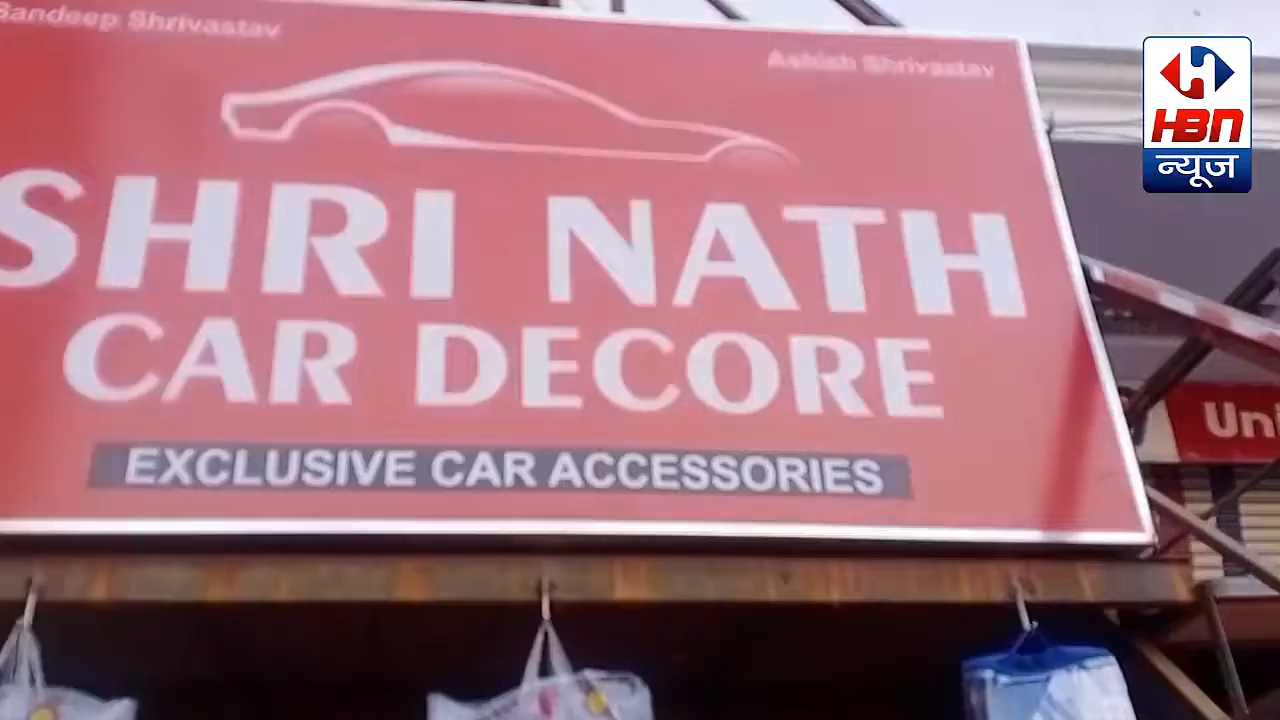 Sandeep Shrivastav
Ashish Shrivastav
SHRI NATH
CAR DECORE
EXCLUSIVE CAR ACCESSORIES
HBN
न्यूज